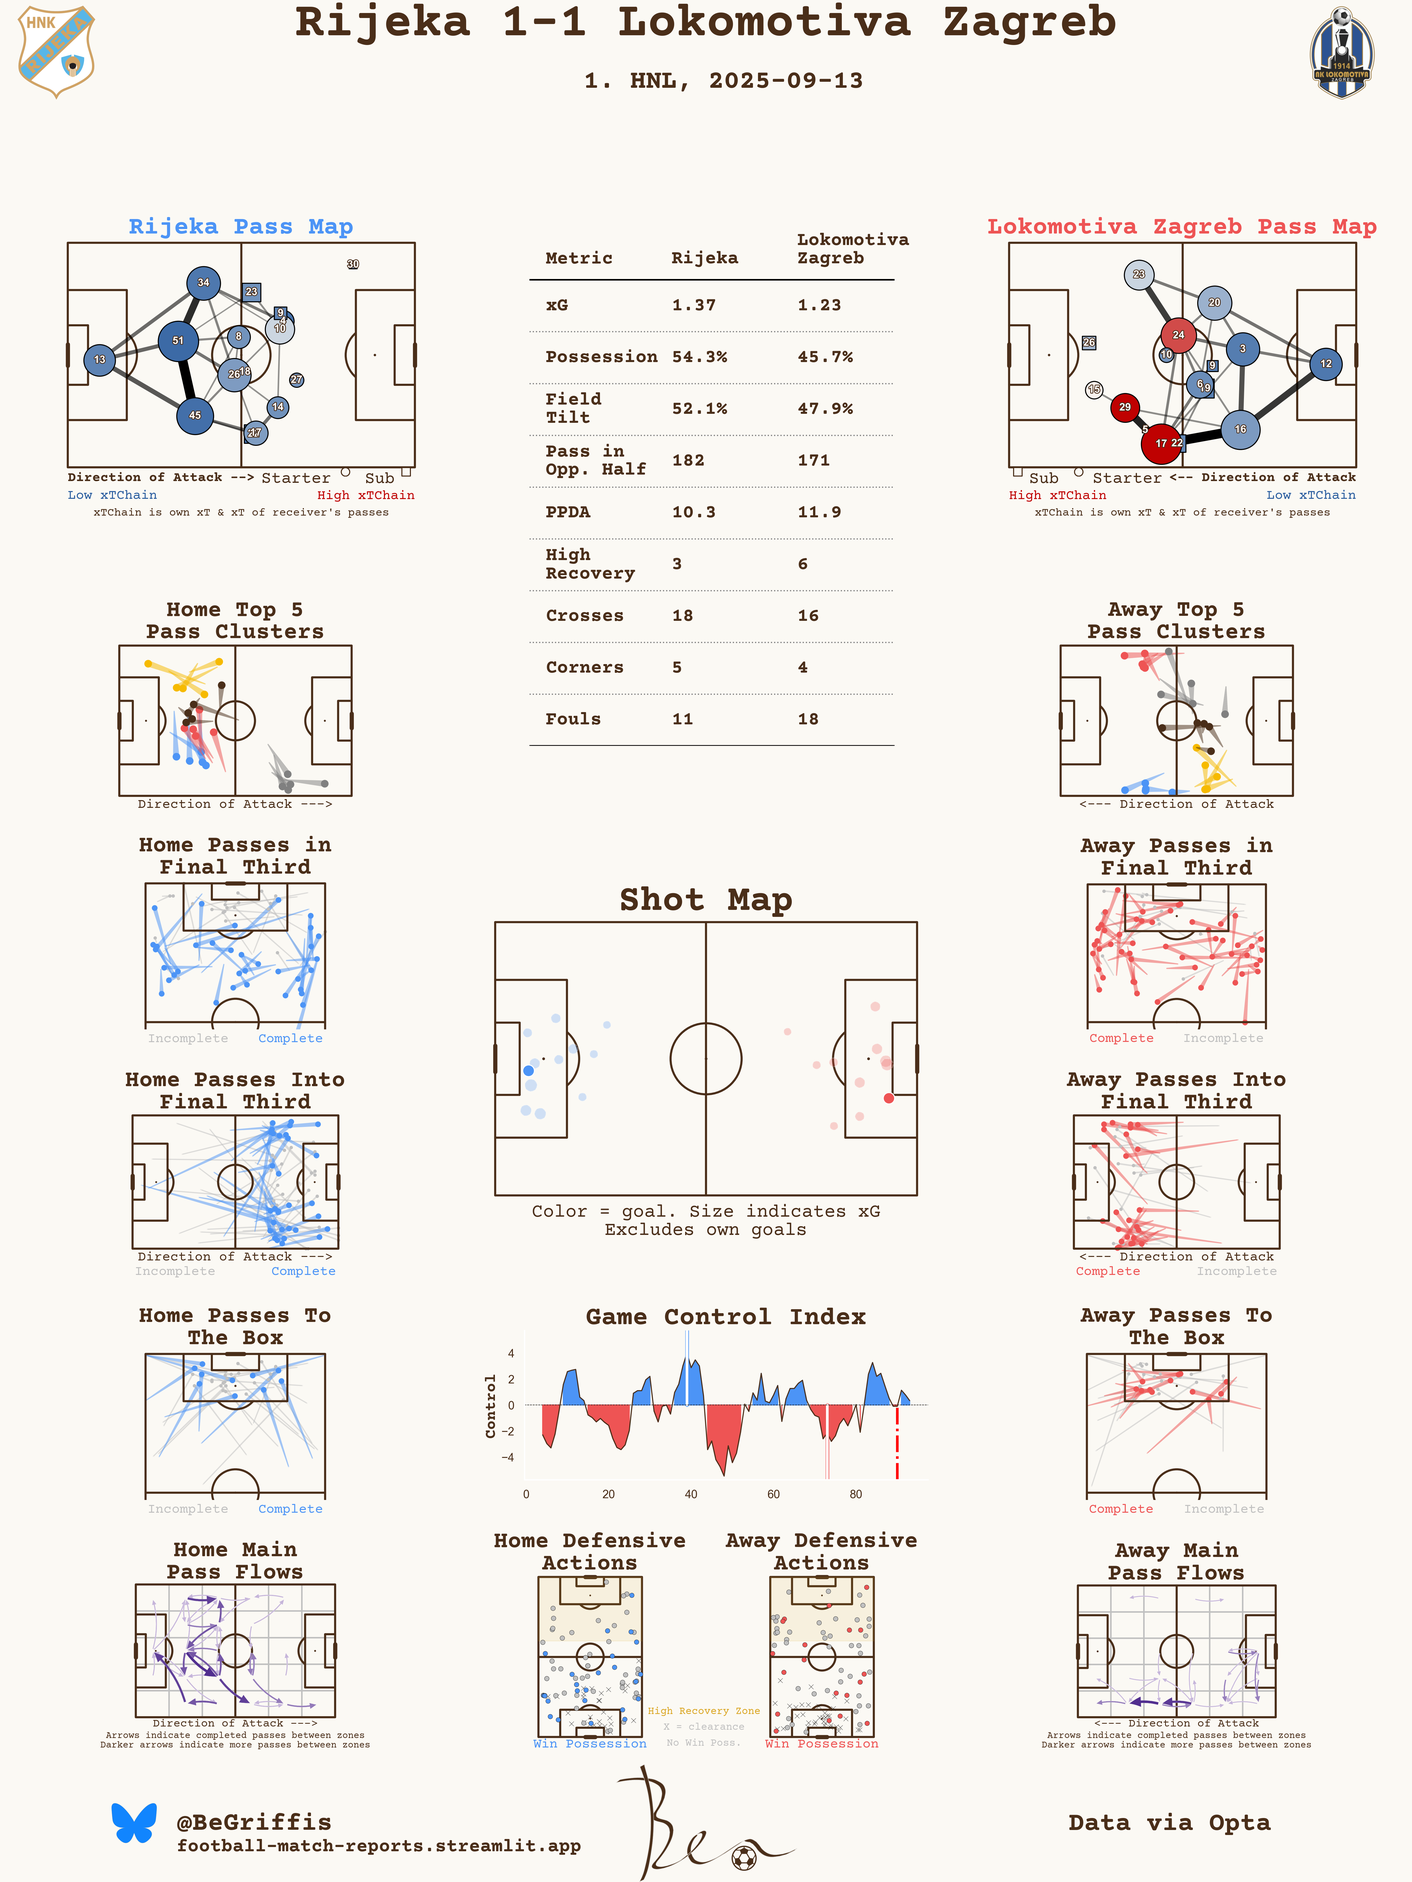 Rijeka 1-1 Lokomotiva Zagreb
1. HNL, 2025-09-13
HNK
RIJEKA
1914
NK LOKOMOTIVA
ZAGREB
Rijeka Pass Map
34
23
30
9
10
51
8
13
26
18
27
14
45
17
Direction of Attack --> Starter Sub
Low xTChain High xTChain
xTChain is own xT & xT of receiver's passes
Metric Rijeka Lokomotiva Zagreb
xG 1.37 1.23
Possession 54.3% 45.7%
Field Tilt 52.1% 47.9%
Pass in Opp. Half 182 171
PPDA 10.3 11.9
High Recovery 3 6
Crosses 18 16
Corners 5 4
Fouls 11 18
Lokomotiva Zagreb Pass Map
23
20
24
26
10
3
9
12
15
6
19
29
5
17
22
16
Sub Starter <-- Direction of Attack
High xTChain Low xTChain
xTChain is own xT & xT of receiver's passes
Home Top 5
Pass Clusters
Direction of Attack --->
Away Top 5
Pass Clusters
<--- Direction of Attack
Home Passes in
Final Third
Incomplete Complete
Away Passes in
Final Third
Complete Incomplete
Shot Map
Color = goal. Size indicates xG
Excludes own goals
Home Passes Into
Final Third
Direction of Attack --->
Incomplete Complete
Away Passes Into
Final Third
<--- Direction of Attack
Complete Incomplete
Home Passes To
The Box
Incomplete Complete
Game Control Index
Control
4
2
0
−2
−4
0 20 40 60 80
Away Passes To
The Box
Complete Incomplete
Home Main
Pass Flows
Direction of Attack --->
Arrows indicate completed passes between zones
Darker arrows indicate more passes between zones
Home Defensive
Actions
Win Possession
High Recovery Zone
X = clearance
No Win Poss.
Away Defensive
Actions
Win Possession
Away Main
Pass Flows
<--- Direction of Attack
Arrows indicate completed passes between zones
Darker arrows indicate more passes between zones
@BeGriffis
football-match-reports.streamlit.app
Ben
Data via Opta